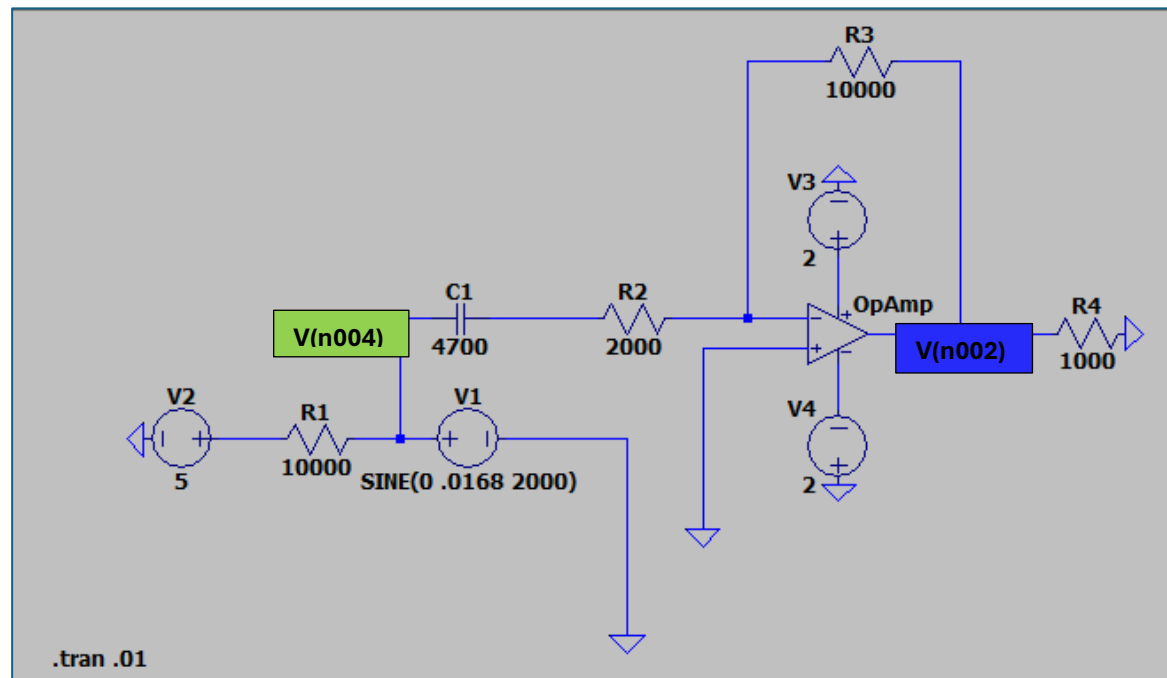 R3
10000
V3
2
C1
4700
R2
2000
OpAmp
V(n004)
V(n002)
R4
1000
V2
5
R1
10000
V1
SINE(0 .0168 2000)
V4
2
.tran .01